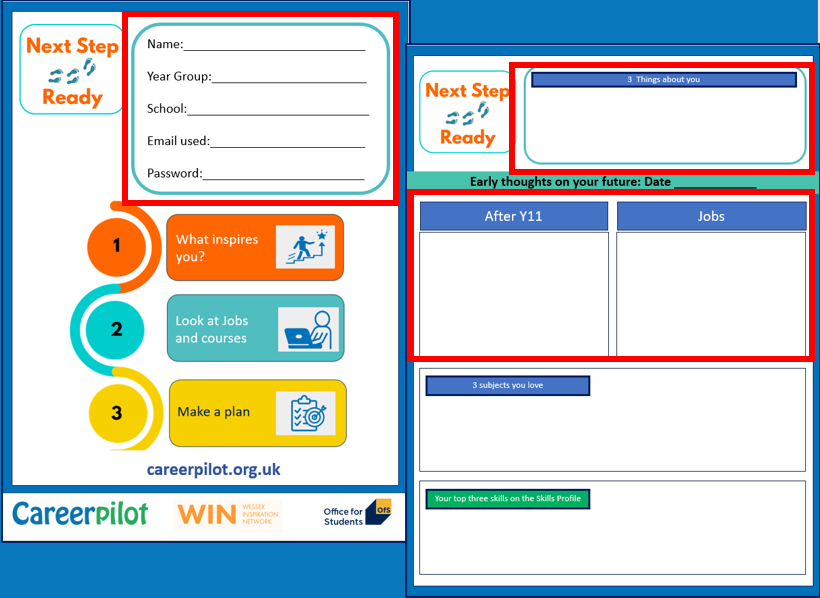 Next Step
Ready
Name:
Year Group:
School:
Email used:
Password:
1
What inspires
you?
2
Look at Jobs
and courses
3
Make a plan
careerpilot.org.uk
Careerpilot
WIN
WESSEX
INSPIRATION
NETWORK
Office for
Students
OfS
Next Step
Ready
3 Things about you
Early thoughts on your future: Date
After Y11
Jobs
3 subjects you love
Your top three skills on the Skills Profile